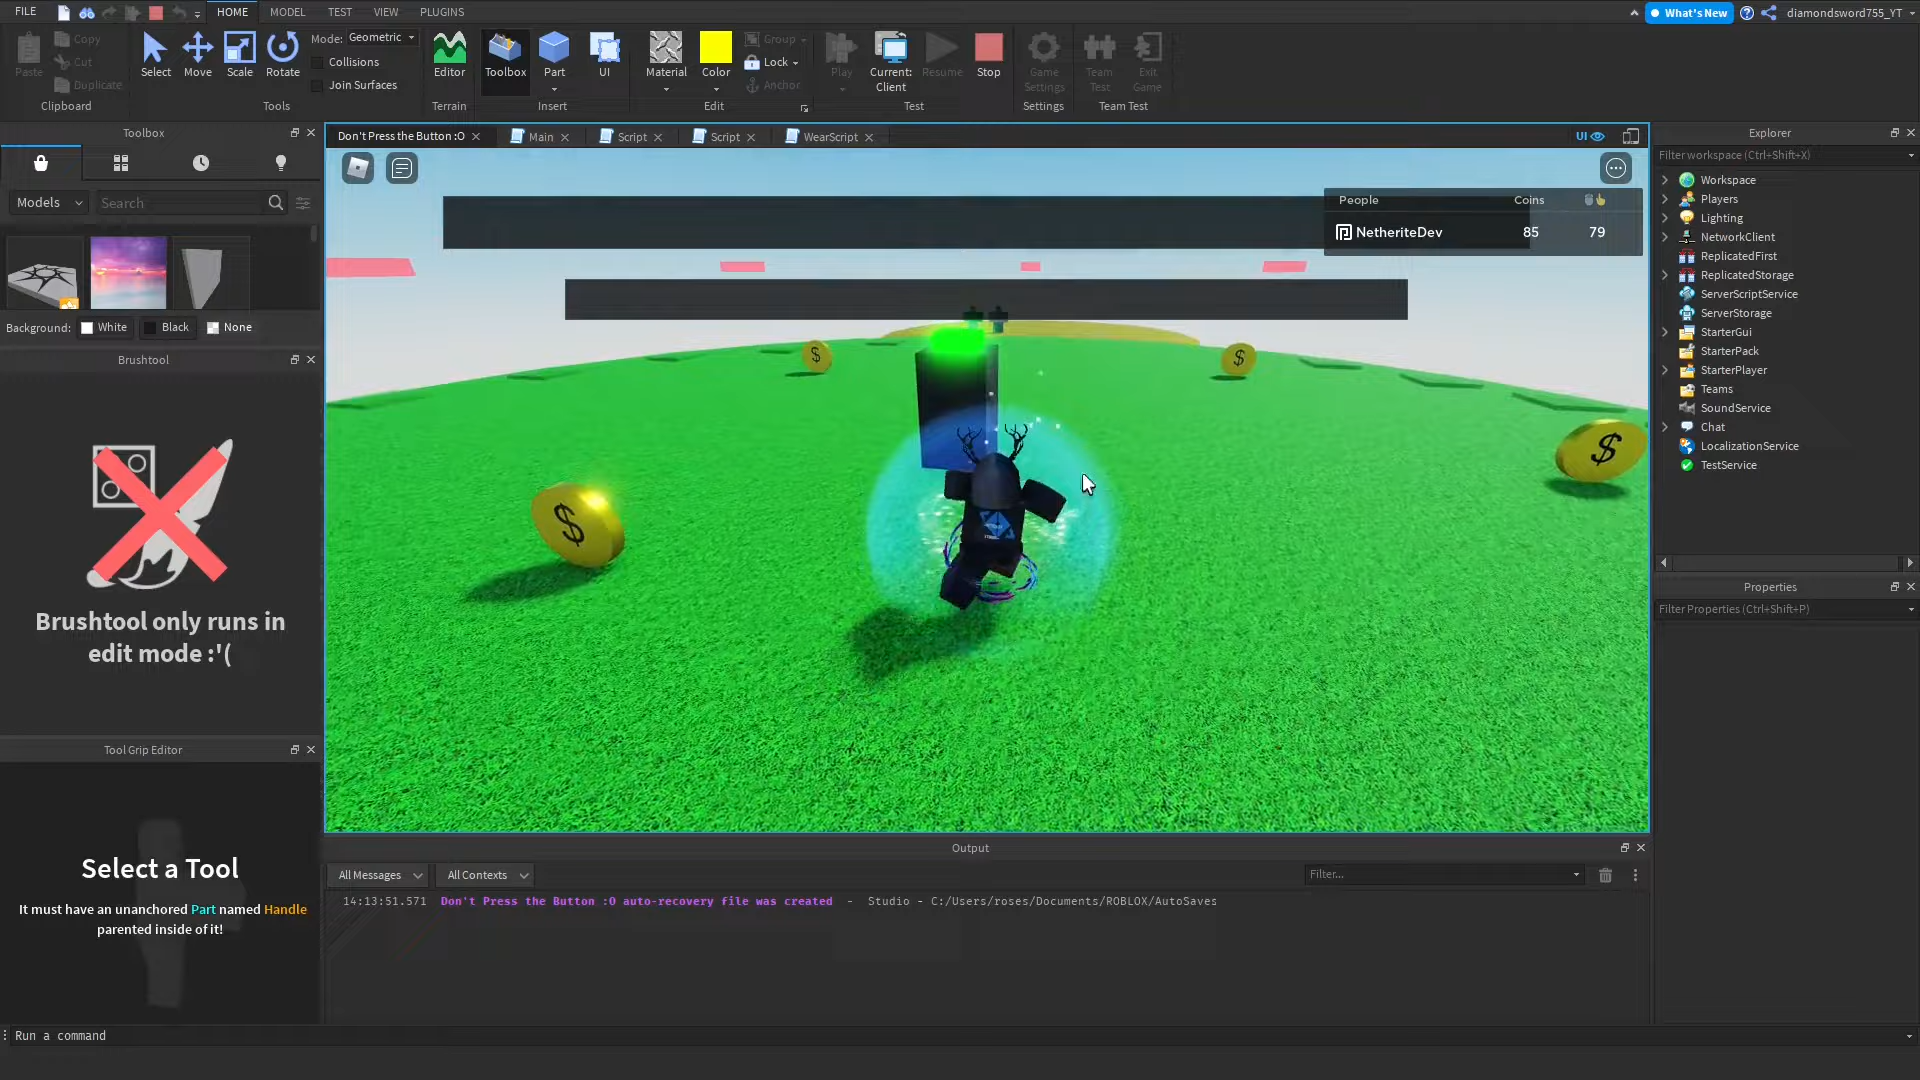 FILE HOME MODEL TEST VIEW PLUGINS
What's New diamondsword755_YT
Paste Copy Cut Duplicate
Clipboard
Select Move Scale Rotate
Mode: Geometric
Collisions
Join Surfaces
Tools
Editor
Terrain
Toolbox Part UI
Insert
Material Color Group Lock Anchor
Edit
Play Current: Client Resume Stop
Test
Game Settings
Settings
Team Test Exit Game
Team Test
Toolbox
Models Search
Background: White Black None
Brushtool
Brushtool only runs in
edit mode :'(
Tool Grip Editor
Select a Tool
It must have an unanchored Part named Handle
parented inside of it!
Don't Press the Button :O Main Script Script WearScript
UI
People Coins
NetheriteDev 85 79
$
$
$
$
Output
All Messages All Contexts Filter...
14:13:51.571 Don't Press the Button :O auto-recovery file was created - Studio - C:/Users/roses/Documents/ROBLOX/AutoSaves
Run a command
Explorer
Filter workspace (Ctrl+Shift+X)
Workspace
Players
Lighting
NetworkClient
ReplicatedFirst
ReplicatedStorage
ServerScriptService
ServerStorage
StarterGui
StarterPack
StarterPlayer
Teams
SoundService
Chat
LocalizationService
TestService
Properties
Filter Properties (Ctrl+Shift+P)